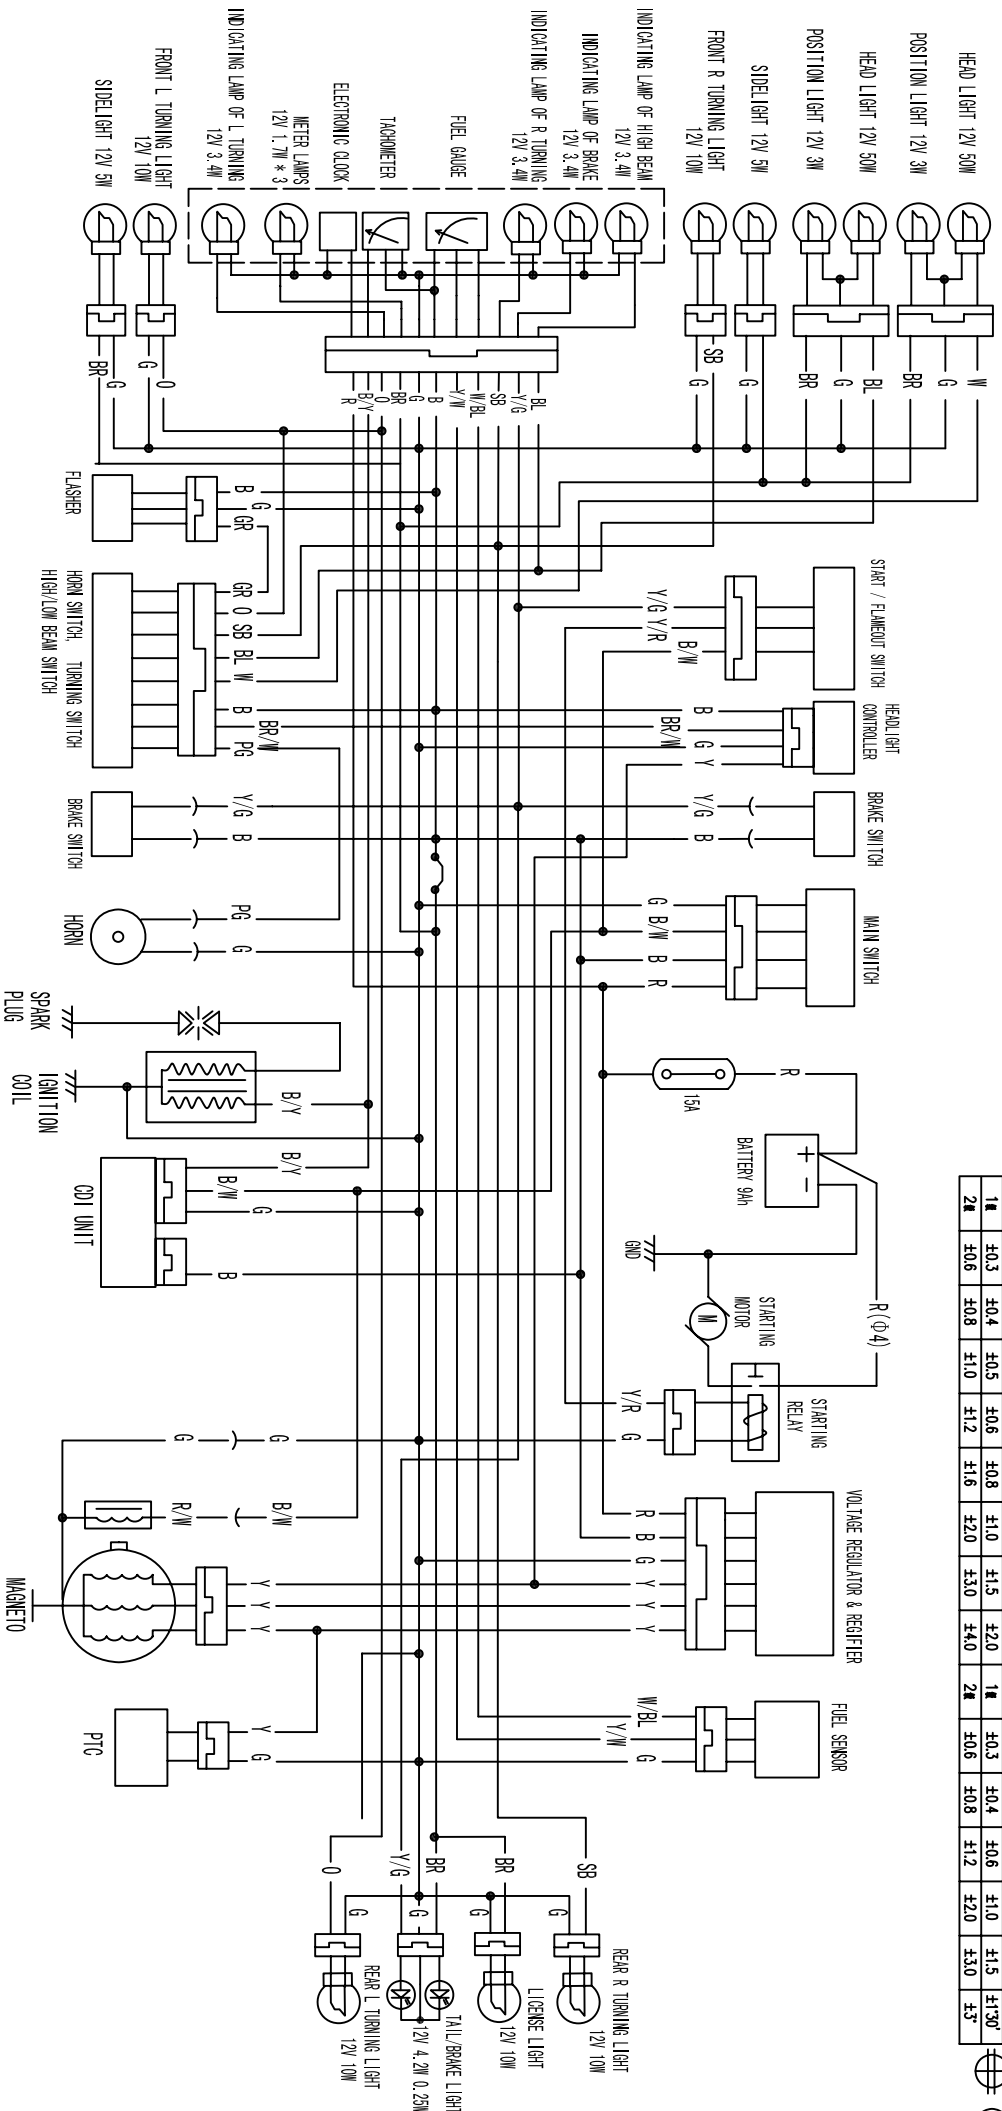 HEAD LIGHT 12V 50W
POSITION LIGHT 12V 3W
HEAD LIGHT 12V 50W
POSITION LIGHT 12V 3W
SIDELIGHT 12V 5W
FRONT R TURNING LIGHT
12V 10W
INDICATING LAMP OF HIGH BEAM
12V 3.4W
INDICATING LAMP OF BRAKE
12V 3.4W
INDICATING LAMP OF R TURNING
12V 3.4W
FUEL GAUGE
TACHOMETER
ELECTRONIC CLOCK
METER LAMPS
12V 1.7W * 3
INDICATING LAMP OF L TURNING
12V 3.4W
FRONT L TURNING LIGHT
12V 10W
SIDELIGHT 12V 5W
W
G
BR
BL
G
BR
G
SB
G
O
G
G
BR
BL
Y/G
SB
W/BL
Y/W
B
G
BR
O
B/Y
R
START / FLAMEOUT SWITCH
Y/G
Y/R
B/W
HEADLIGHT
CONTROLLER
B
BR/W
G
Y
BRAKE SWITCH
Y/G
B
MAIN SWITCH
G
B/W
B
R
FLASHER
B
G
GR
HORN SWITCH, TURNING SWITCH
HIGH/LOW BEAM SWITCH
GR
O
SB
BL
W
B
BR/W
PG
BRAKE SWITCH
Y/G
B
HORN
PG
G
SPARK
PLUG
IGNITION
COIL
B/Y
CDI UNIT
B/Y
B/W
G
B
15A
R
BATTERY 9Ah
+
−
GND
R(Φ4)
STARTING
MOTOR
M
STARTING
RELAY
Y/R
G
VOLTAGE REGULATOR & REGIFIER
R
B
G
Y
Y
Y
G
G
R/W
B/W
MAGNETO
Y
Y
Y
FUEL SENSOR
W/BL
Y/W
G
PTC
Y
G
SB
G
REAR R TURNING LIGHT
12V 10W
BR
G
LICENSE LIGHT
12V 10W
BR
G
Y/G
TAIL/BRAKE LIGHT
12V 4.2W 0.25W
O
G
REAR L TURNING LIGHT
12V 10W
±0.3 ±0.4 ±0.5 ±0.6 ±0.8 ±1.0 ±1.5 ±2.0 ±0.3 ±0.4 ±0.6 ±1.0 ±1.5 ±1°30'
±0.6 ±0.8 ±1.0 ±1.2 ±1.6 ±2.0 ±3.0 ±4.0 ±0.6 ±0.8 ±1.2 ±2.0 ±3.0 ±3°